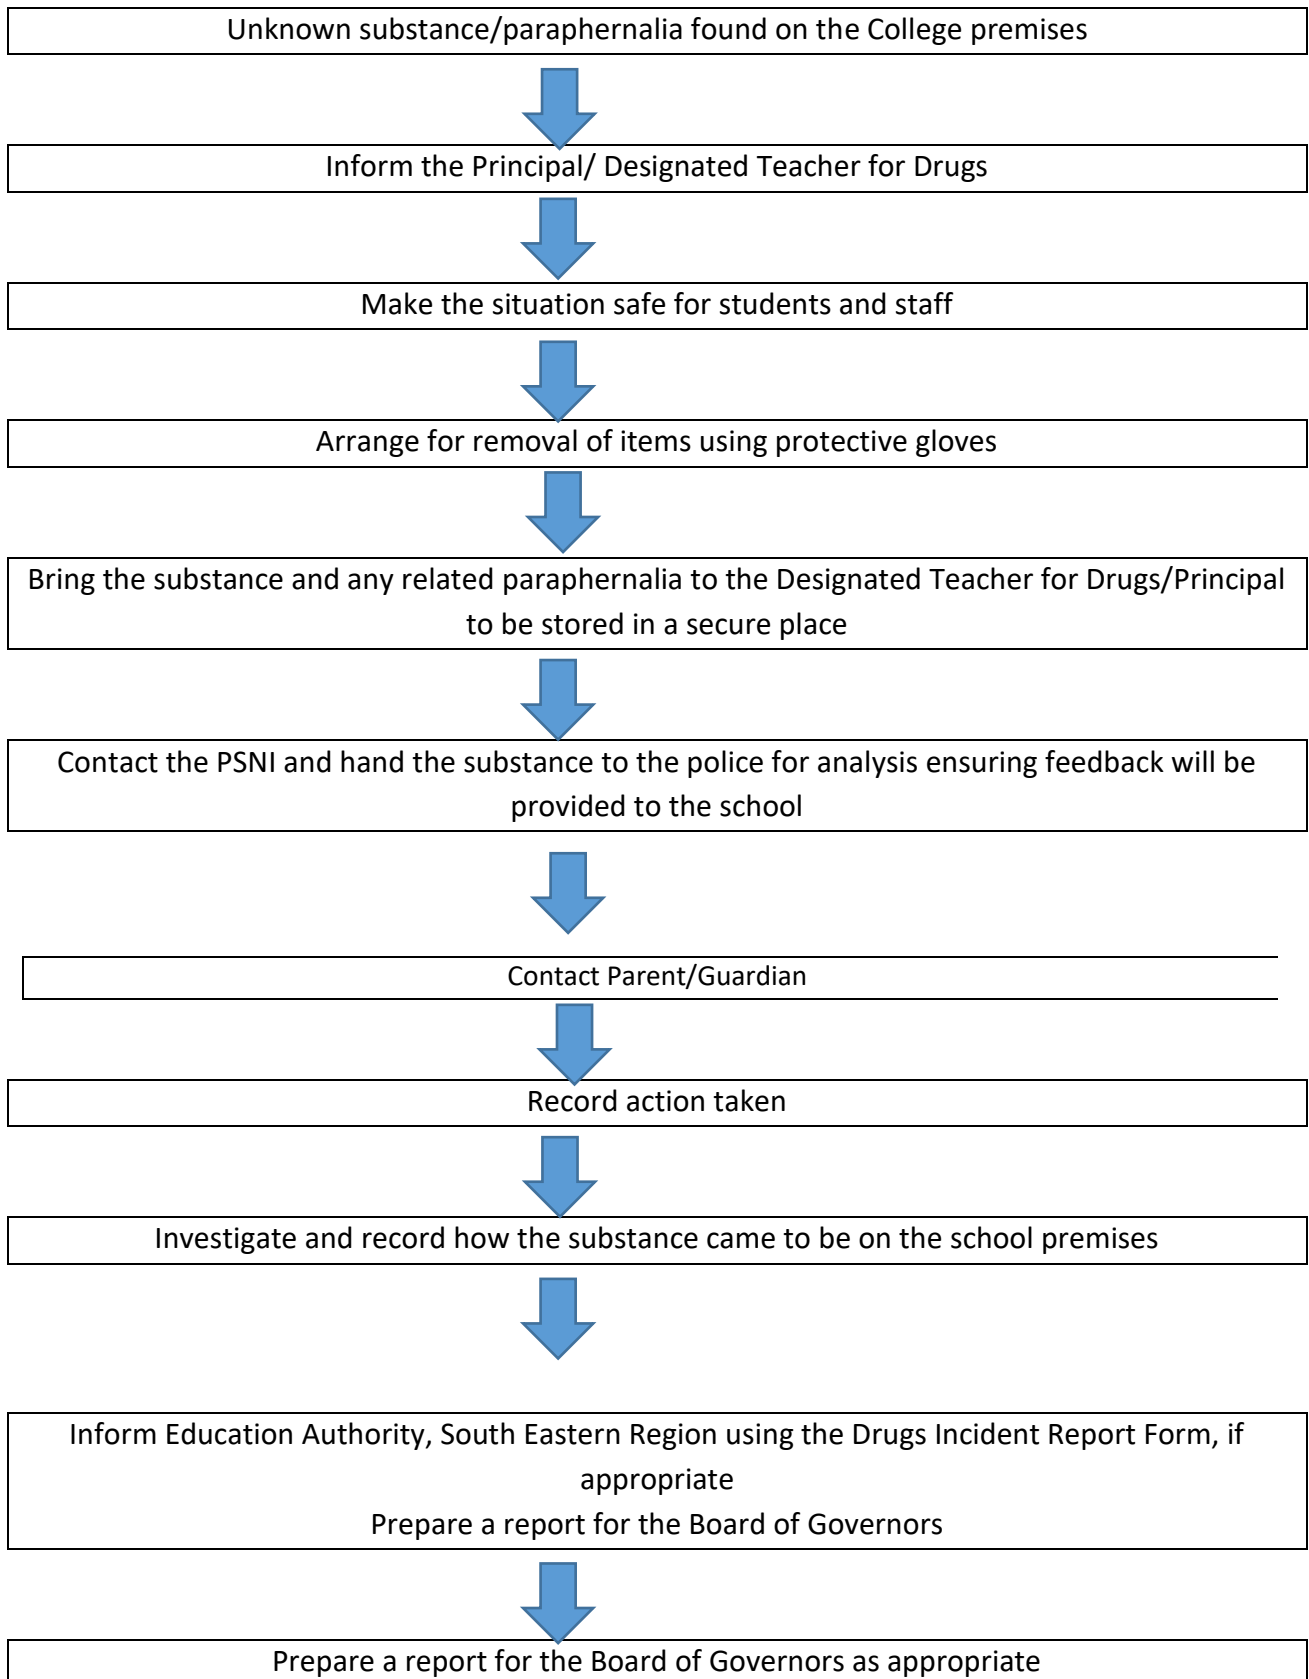 Unknown substance/paraphernalia found on the College premises
Inform the Principal/ Designated Teacher for Drugs
Make the situation safe for students and staff
Arrange for removal of items using protective gloves
Bring the substance and any related paraphernalia to the Designated Teacher for Drugs/Principal
to be stored in a secure place
Contact the PSNI and hand the substance to the police for analysis ensuring feedback will be
provided to the school
Contact Parent/Guardian
Record action taken
Investigate and record how the substance came to be on the school premises
Inform Education Authority, South Eastern Region using the Drugs Incident Report Form, if
appropriate
Prepare a report for the Board of Governors
Prepare a report for the Board of Governors as appropriate